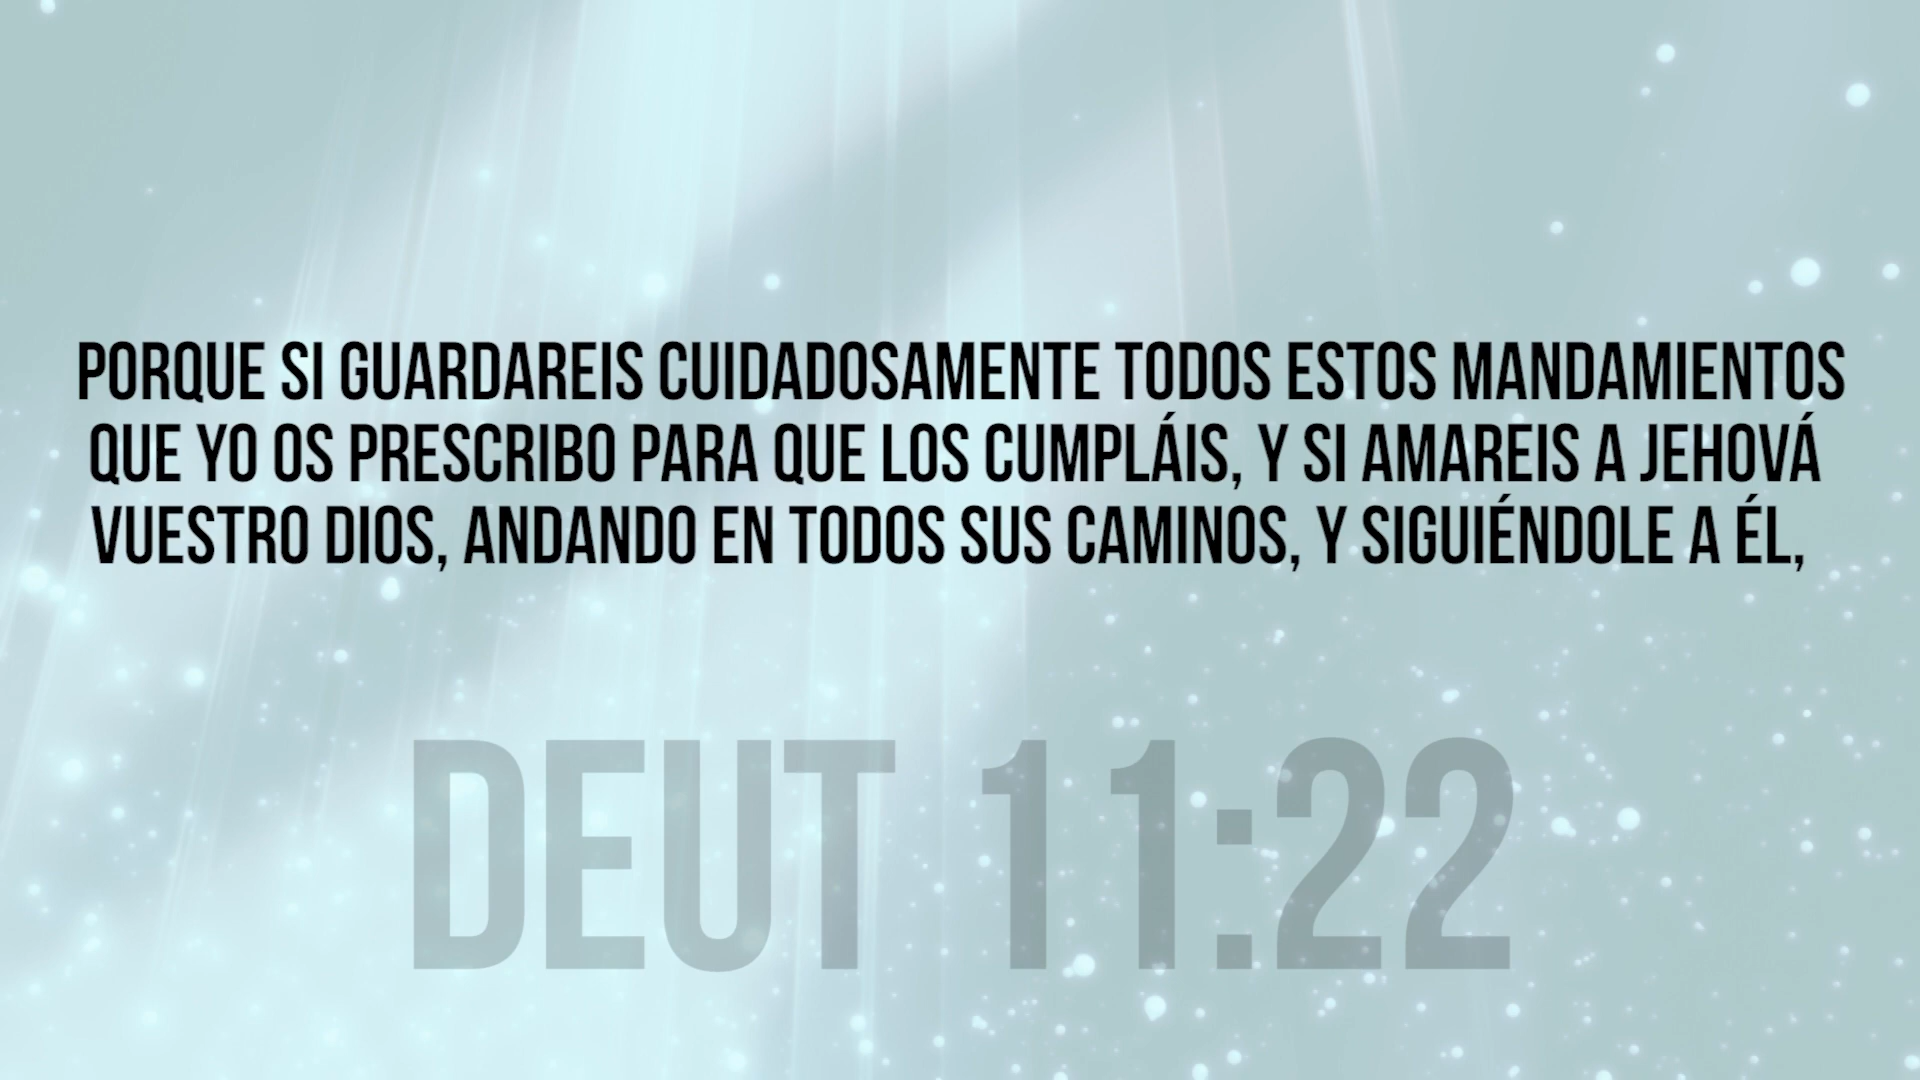 PORQUE SI GUARDAREIS CUIDADOSAMENTE TODOS ESTOS MANDAMIENTOS
QUE YO OS PRESCRIBO PARA QUE LOS CUMPLÁIS, Y SI AMAREIS A JEHOVÁ
VUESTRO DIOS, ANDANDO EN TODOS SUS CAMINOS, Y SIGUIÉNDOLE A ÉL,
DEUT 11:22